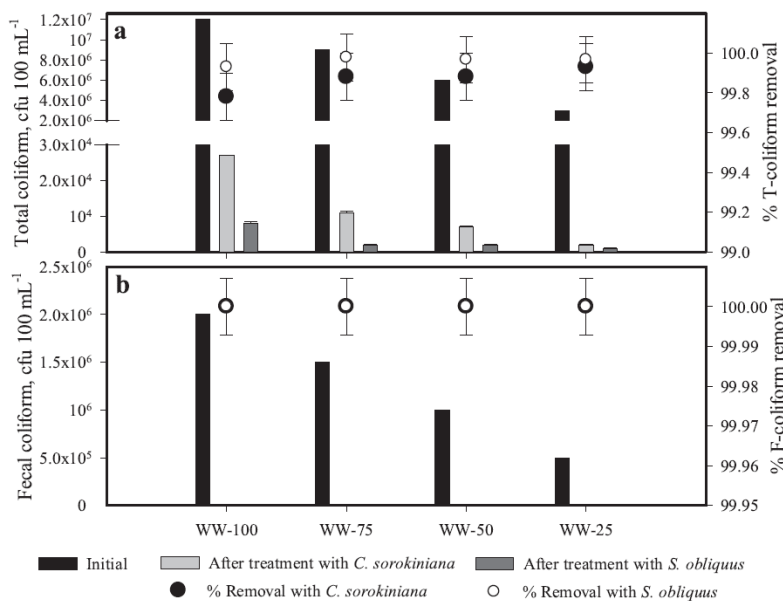 a
1.2x10⁷
10⁷
8.0x10⁶
6.0x10⁶
4.0x10⁶
2.0x10⁶
3.0x10⁴
10⁴
0
Total coliform, cfu 100 mL⁻¹
100.0
99.8
99.6
99.4
99.2
99.0
% T-coliform removal
b
2.5x10⁶
2.0x10⁶
1.5x10⁶
10⁶
5.0x10⁵
0
Fecal coliform, cfu 100 mL⁻¹
100.00
99.99
99.98
99.97
99.96
99.95
% F-coliform removal
WW-100 WW-75 WW-50 WW-25
Initial After treatment with C. sorokiniana After treatment with S. obliquus
% Removal with C. sorokiniana % Removal with S. obliquus